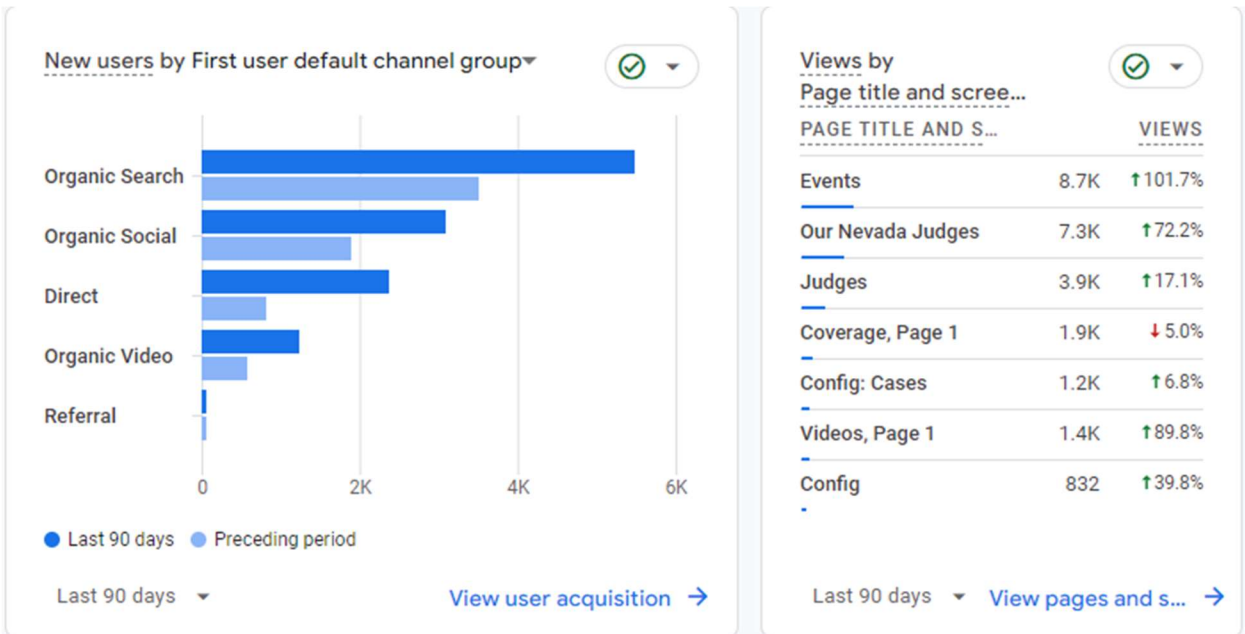 New users by First user default channel group
Organic Search
Organic Social
Direct
Organic Video
Referral
0 2K 4K 6K
Last 90 days Preceding period
Last 90 days
View user acquisition →
Views by
Page title and scree...
PAGE TITLE AND S... VIEWS
Events 8.7K ↑101.7%
Our Nevada Judges 7.3K ↑72.2%
Judges 3.9K ↑17.1%
Coverage, Page 1 1.9K ↓5.0%
Config: Cases 1.2K ↑6.8%
Videos, Page 1 1.4K ↑89.8%
Config 832 ↑39.8%
Last 90 days
View pages and s... →